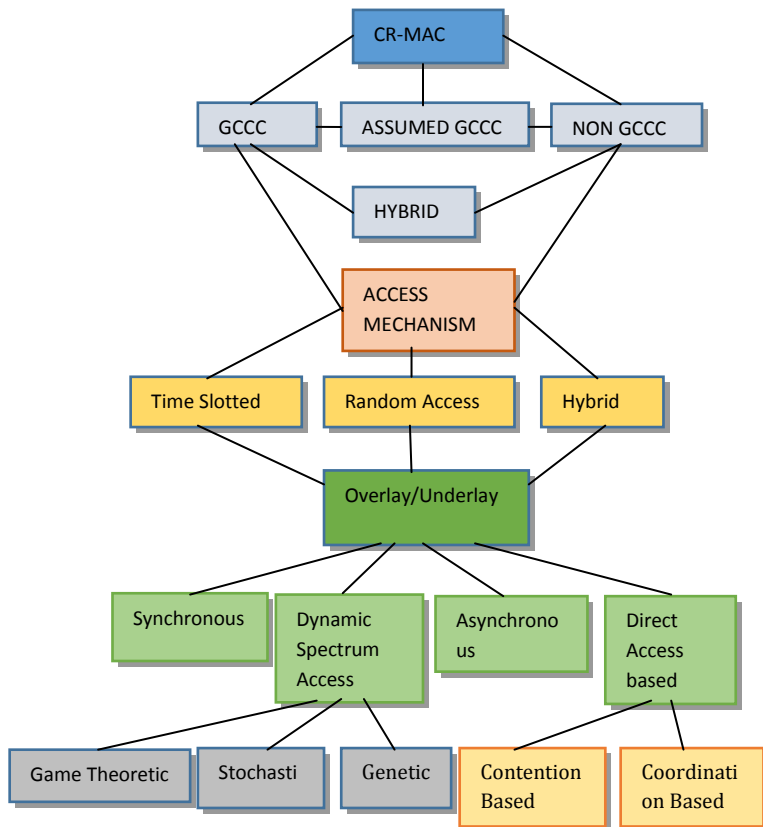 CR-MAC
GCCC
ASSUMED GCCC
NON GCCC
HYBRID
ACCESS
MECHANISM
Time Slotted
Random Access
Hybrid
Overlay/Underlay
Synchronous
Dynamic
Spectrum
Access
Asynchrono
us
Direct
Access
based
Game Theoretic
Stochasti
Genetic
Contention
Based
Coordinati
on Based